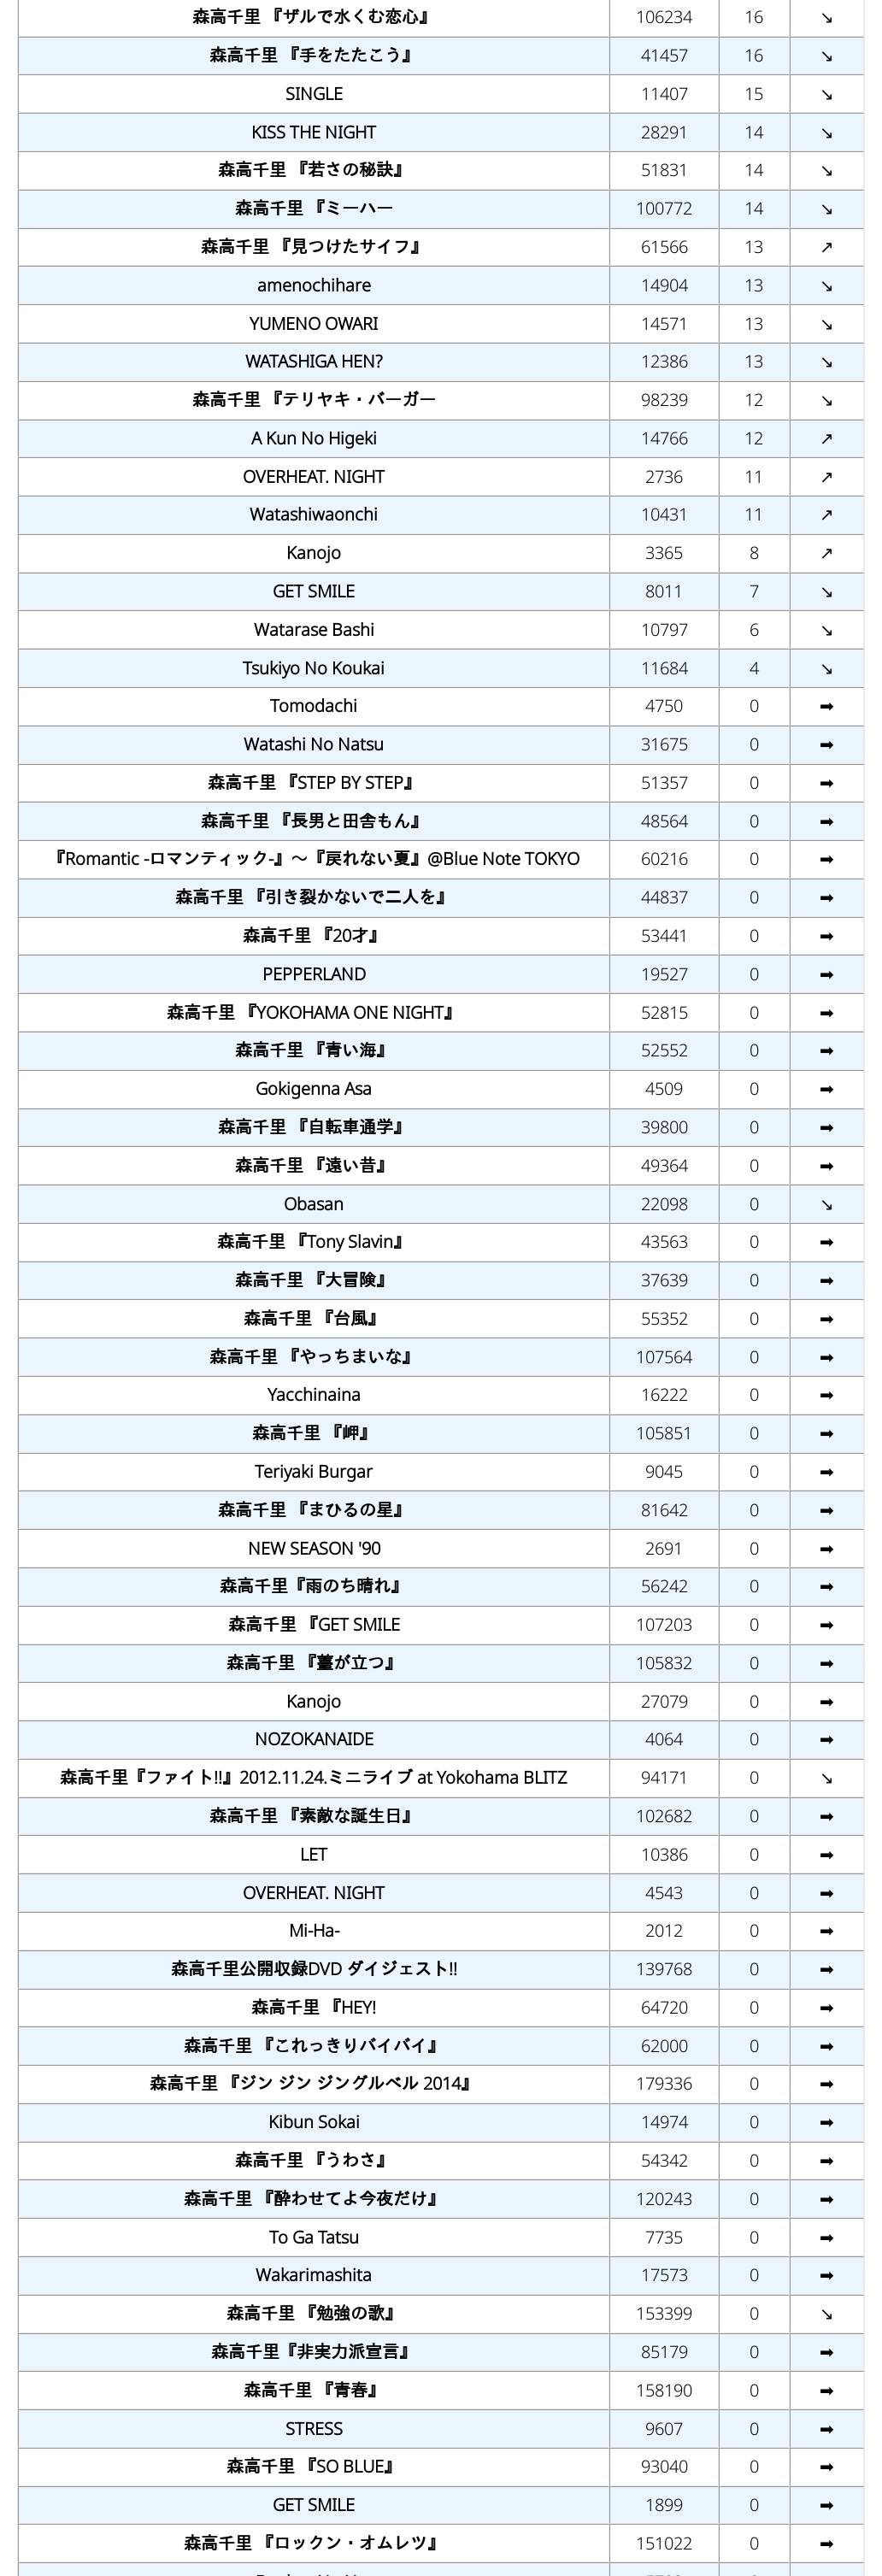 森高千里 『ザルで水くむ恋心』 106234 16 ↘
森高千里 『手をたたこう』 41457 16 ↘
SINGLE 11407 15 ↘
KISS THE NIGHT 28291 14 ↘
森高千里 『若さの秘訣』 51831 14 ↘
森高千里 『ミーハー 100772 14 ↘
森高千里 『見つけたサイフ』 61566 13 ↗
amenochihare 14904 13 ↘
YUMENO OWARI 14571 13 ↘
WATASHIGA HEN? 12386 13 ↘
森高千里 『テリヤキ・バーガー 98239 12 ↘
A Kun No Higeki 14766 12 ↗
OVERHEAT. NIGHT 2736 11 ↗
Watashiwaonchi 10431 11 ↗
Kanojo 3365 8 ↗
GET SMILE 8011 7 ↘
Watarase Bashi 10797 6 ↘
Tsukiyo No Koukai 11684 4 ↘
Tomodachi 4750 0 ➡
Watashi No Natsu 31675 0 ➡
森高千里 『STEP BY STEP』 51357 0 ➡
森高千里 『長男と田舎もん』 48564 0 ➡
『Romantic -ロマンティック-』～『戻れない夏』@Blue Note TOKYO 60216 0 ➡
森高千里 『引き裂かないで二人を』 44837 0 ➡
森高千里 『20才』 53441 0 ➡
PEPPERLAND 19527 0 ➡
森高千里 『YOKOHAMA ONE NIGHT』 52815 0 ➡
森高千里 『青い海』 52552 0 ➡
Gokigenna Asa 4509 0 ➡
森高千里 『自転車通学』 39800 0 ➡
森高千里 『遠い昔』 49364 0 ➡
Obasan 22098 0 ↘
森高千里 『Tony Slavin』 43563 0 ➡
森高千里 『大冒険』 37639 0 ➡
森高千里 『台風』 55352 0 ➡
森高千里 『やっちまいな』 107564 0 ➡
Yacchinaina 16222 0 ➡
森高千里 『岬』 105851 0 ➡
Teriyaki Burgar 9045 0 ➡
森高千里 『まひるの星』 81642 0 ➡
NEW SEASON '90 2691 0 ➡
森高千里『雨のち晴れ』 56242 0 ➡
森高千里 『GET SMILE 107203 0 ➡
森高千里 『薹が立つ』 105832 0 ➡
Kanojo 27079 0 ➡
NOZOKANAIDE 4064 0 ➡
森高千里『ファイト!!』2012.11.24.ミニライブ at Yokohama BLITZ 94171 0 ↘
森高千里 『素敵な誕生日』 102682 0 ➡
LET 10386 0 ➡
OVERHEAT. NIGHT 4543 0 ➡
Mi-Ha- 2012 0 ➡
森高千里公開収録DVD ダイジェスト!! 139768 0 ➡
森高千里 『HEY! 64720 0 ➡
森高千里 『これっきりバイバイ』 62000 0 ➡
森高千里 『ジン ジン ジングルベル 2014』 179336 0 ➡
Kibun Sokai 14974 0 ➡
森高千里 『うわさ』 54342 0 ➡
森高千里 『酔わせてよ今夜だけ』 120243 0 ➡
To Ga Tatsu 7735 0 ➡
Wakarimashita 17573 0 ➡
森高千里 『勉強の歌』 153399 0 ↘
森高千里『非実力派宣言』 85179 0 ➡
森高千里 『青春』 158190 0 ➡
STRESS 9607 0 ➡
森高千里 『SO BLUE』 93040 0 ➡
GET SMILE 1899 0 ➡
森高千里 『ロックン・オムレツ』 151022 0 ➡